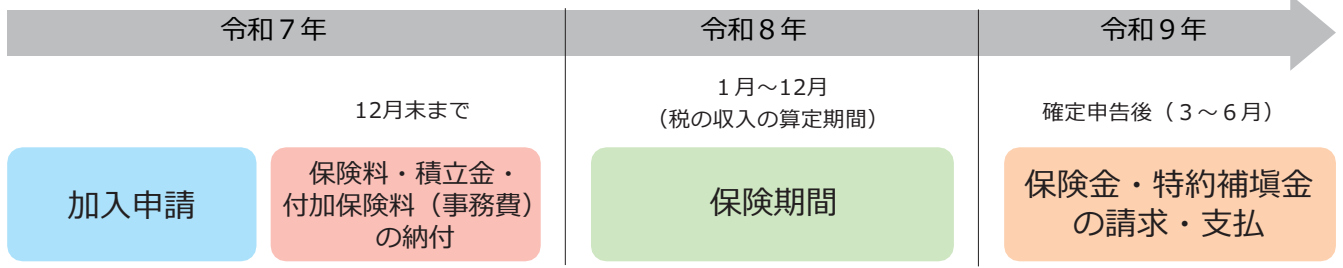 令和７年
令和８年
令和９年
12月末まで
１月～12月
（税の収入の算定期間）
確定申告後（３～６月）
加入申請
保険料・積立金・
付加保険料（事務費）
の納付
保険期間
保険金・特約補塡金
の請求・支払